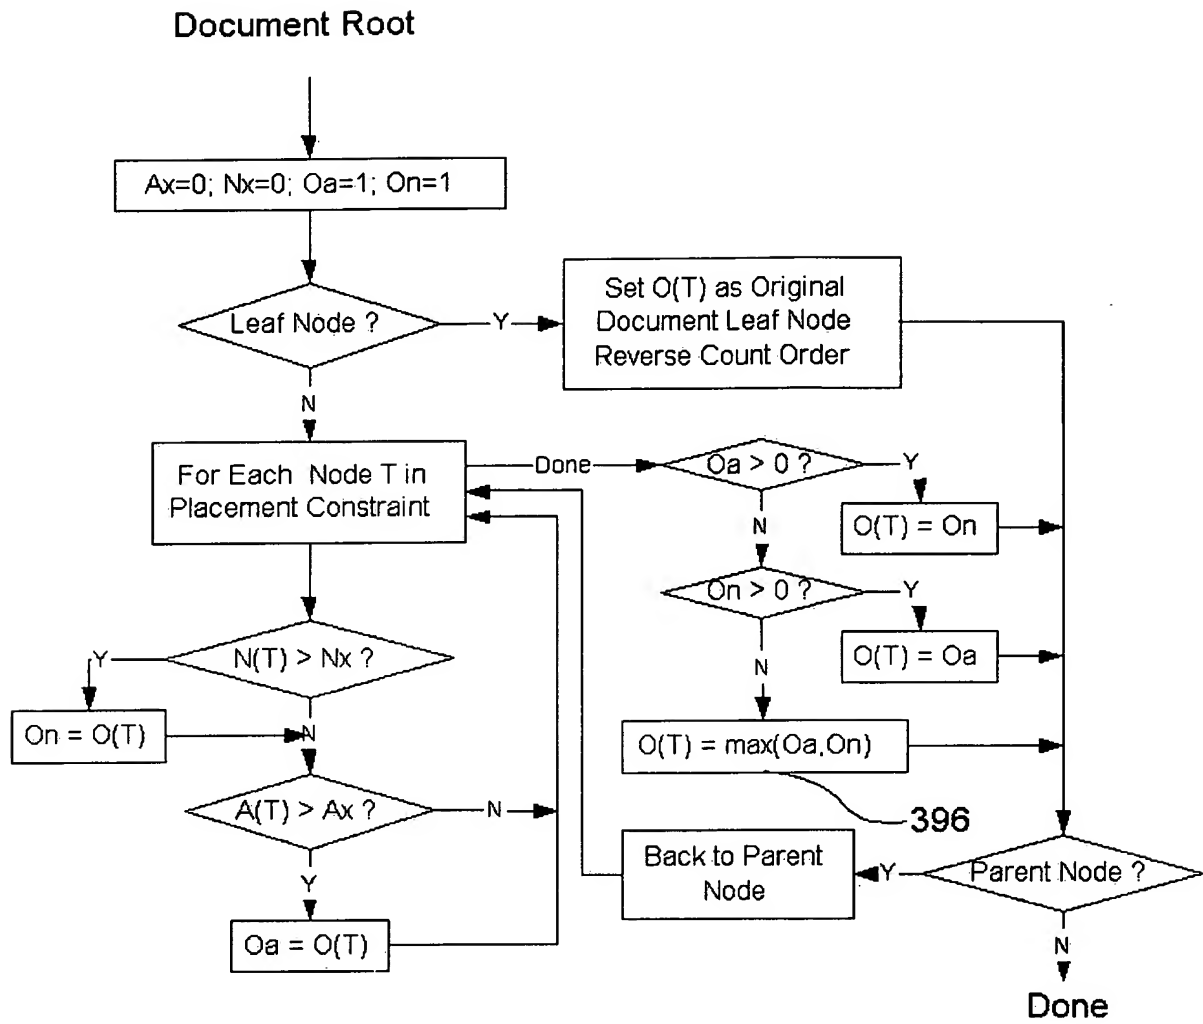 Document Root
Ax=0; Nx=0; Oa=1; On=1
Leaf Node ?
Y
Set O(T) as Original
Document Leaf Node
Reverse Count Order
N
For Each Node T in
Placement Constraint
Done
Oa > 0 ?
Y
O(T) = On
N
On > 0 ?
Y
O(T) = Oa
N
N(T) > Nx ?
Y
On = O(T)
N
O(T) = max(Oa,On)
396
A(T) > Ax ?
N
Y
Oa = O(T)
Back to Parent
Node
Y
Parent Node ?
N
Done